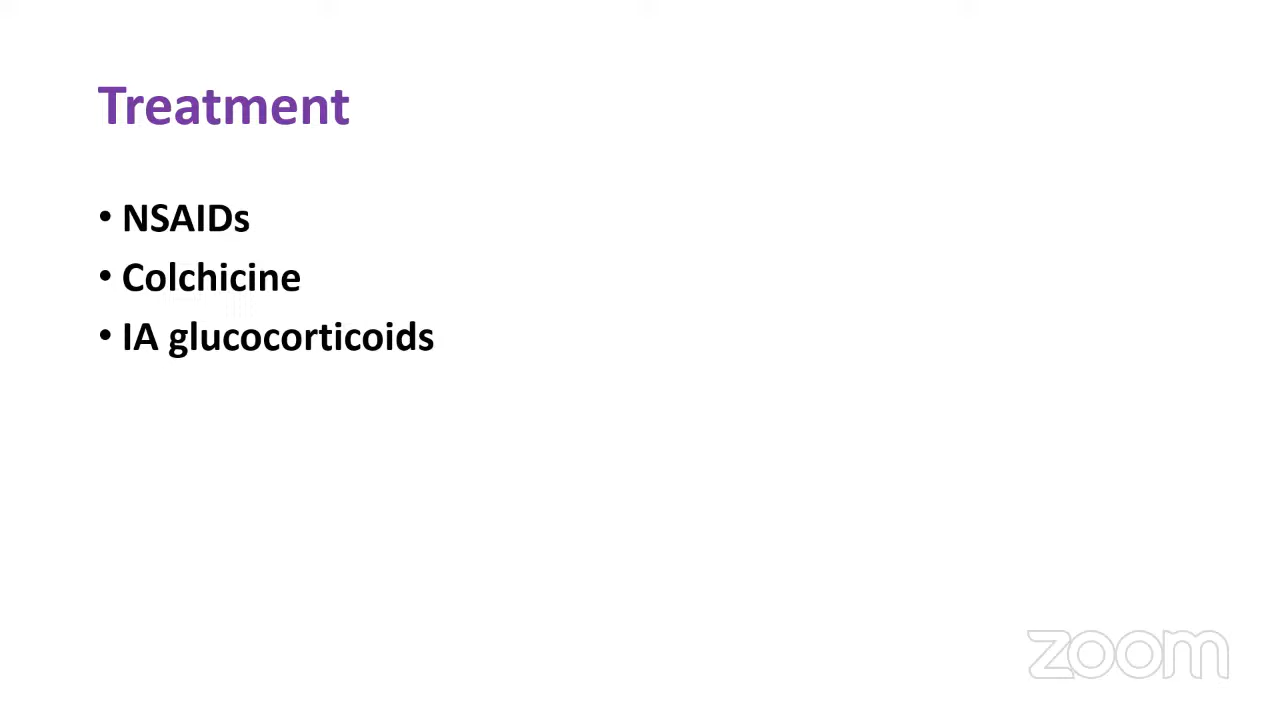 Treatment
• NSAIDs
• Colchicine
• IA glucocorticoids
zoom